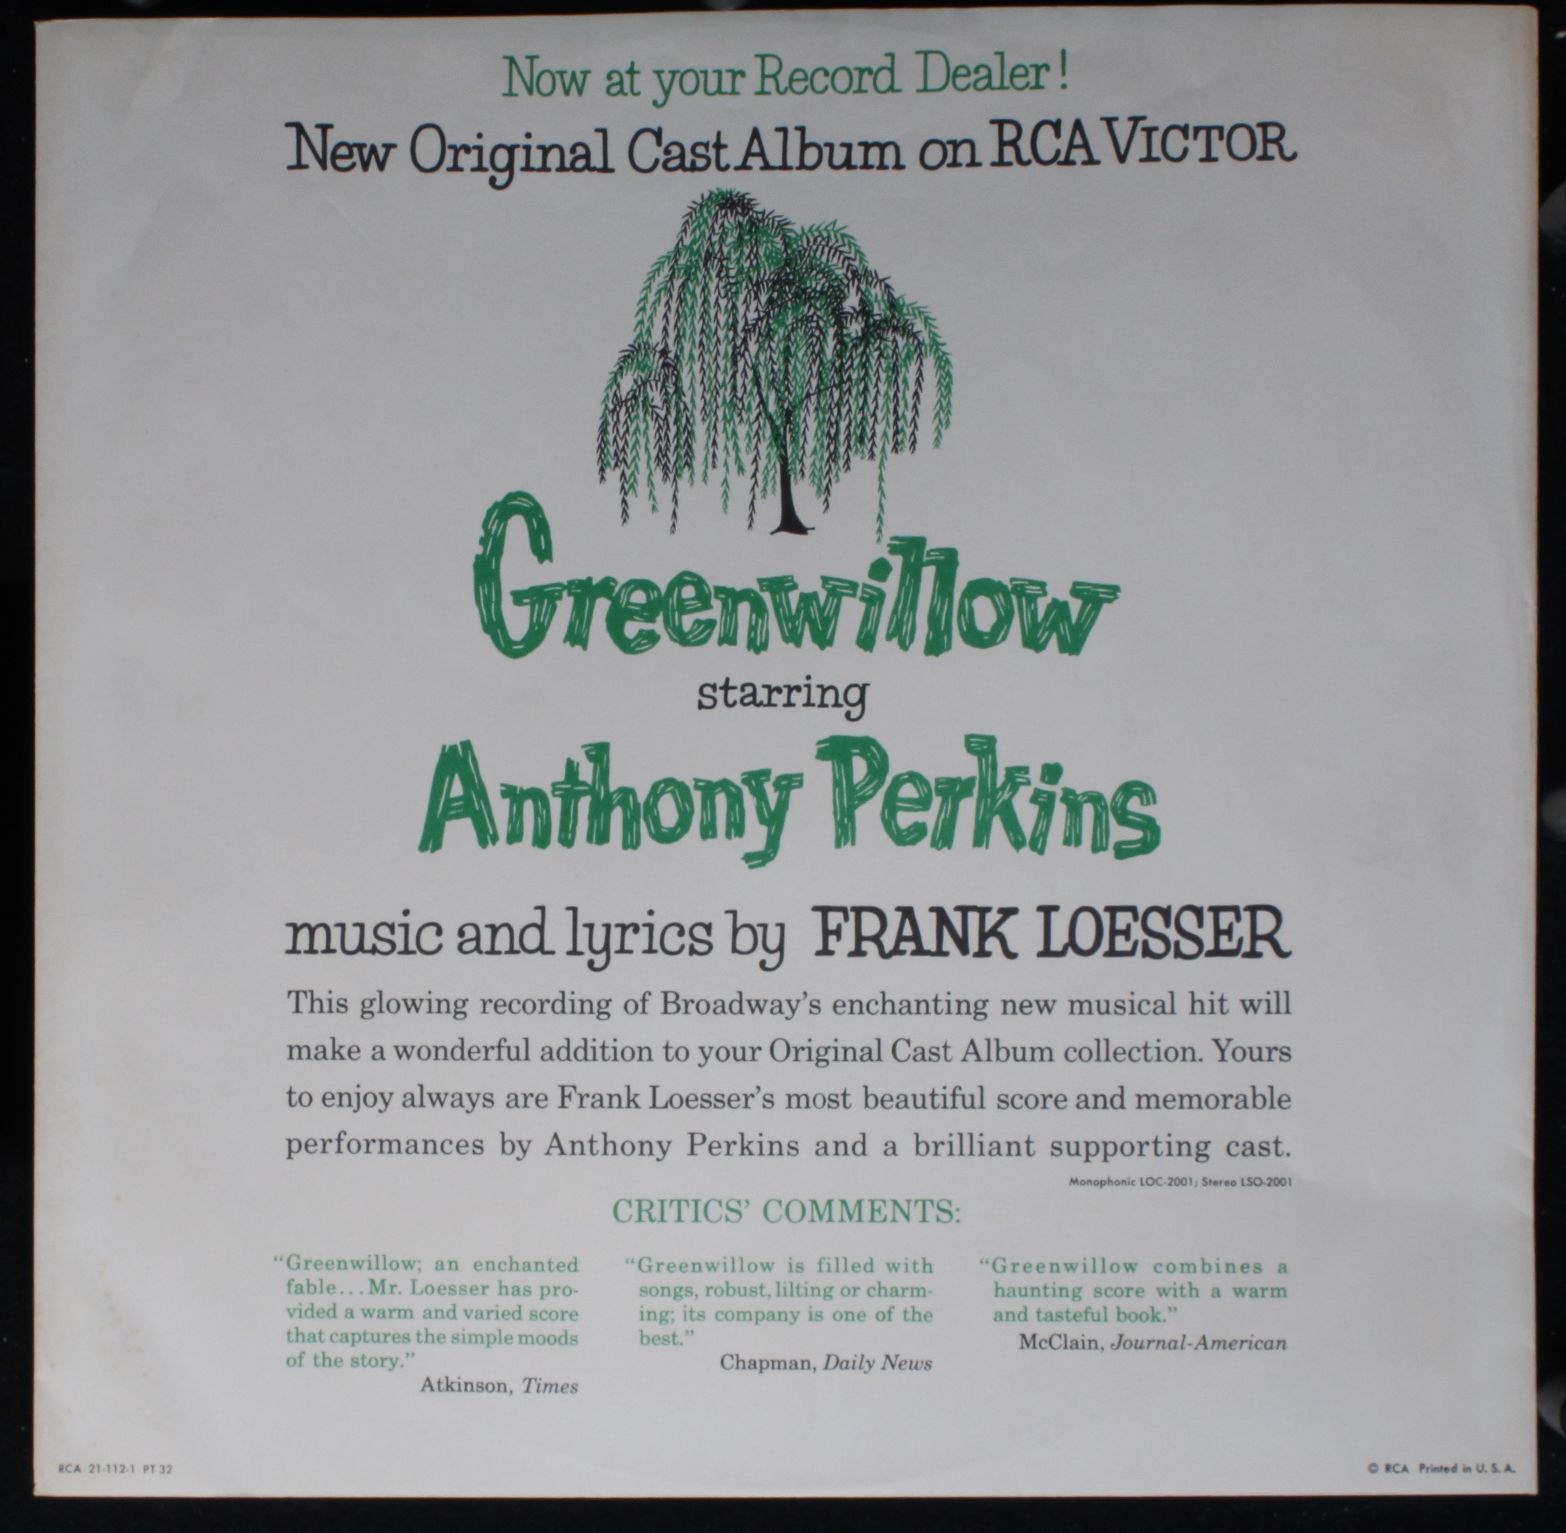 Now at your Record Dealer!
New Original Cast Album on RCA VICTOR
Greenwillow
starring
Anthony Perkins
music and lyrics by FRANK LOESSER
This glowing recording of Broadway's enchanting new musical hit will
make a wonderful addition to your Original Cast Album collection. Yours
to enjoy always are Frank Loesser's most beautiful score and memorable
performances by Anthony Perkins and a brilliant supporting cast.
Monophonic LOC-2001; Stereo LSO-2001
CRITICS' COMMENTS:
"Greenwillow; an enchanted
fable...Mr. Loesser has pro-
vided a warm and varied score
that captures the simple moods
of the story."
Atkinson, Times
"Greenwillow is filled with
songs, robust, lilting or charm-
ing; its company is one of the
best."
Chapman, Daily News
"Greenwillow combines a
haunting score with a warm
and tasteful book."
McClain, Journal-American
RCA 21-112-1 PT 32
© RCA Printed in U. S. A.